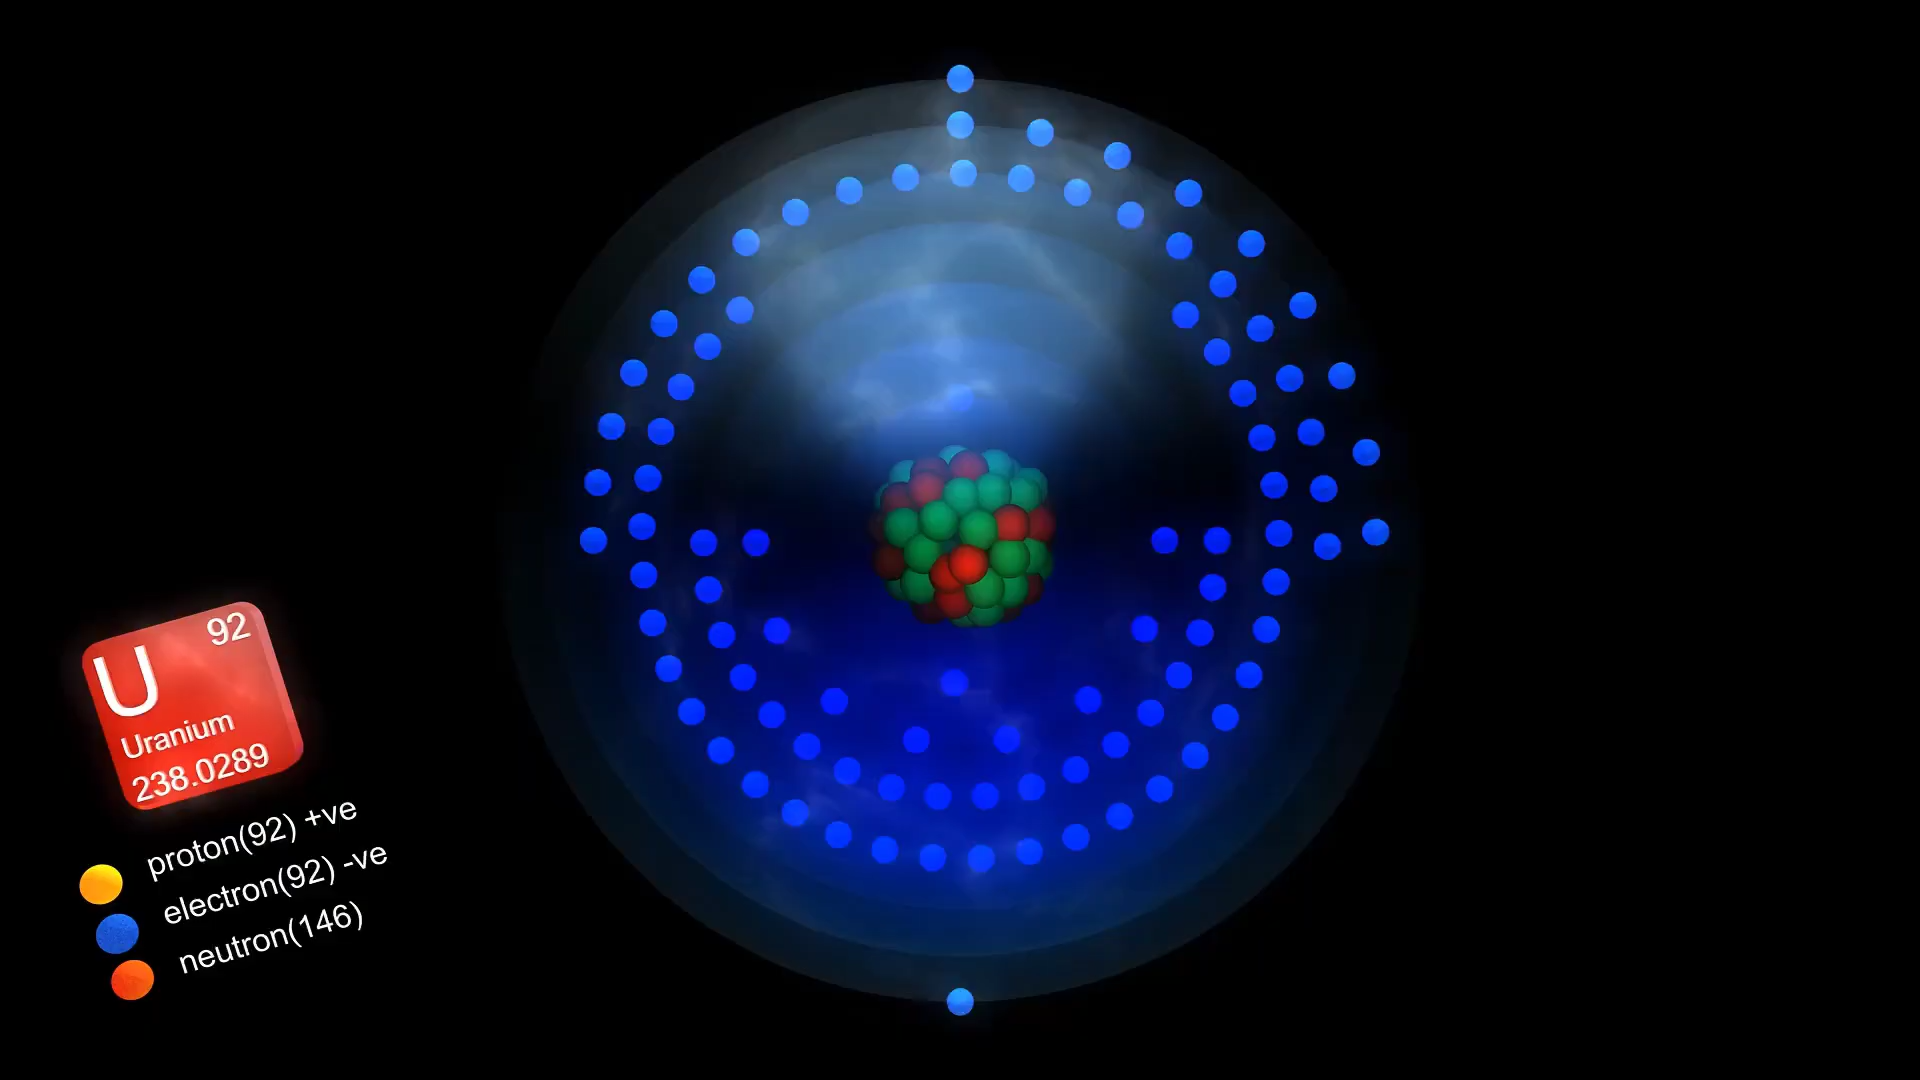 92
U
Uranium
238.0289
proton(92) +ve
electron(92) -ve
neutron(146)